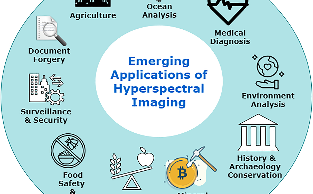 Agriculture
&
Ocean
Analysis
Medical
Diagnosis
Document
Forgery
Emerging
Applications of
Hyperspectral
Imaging
Environment
Analysis
Surveillance
& Security
History &
Archaeology
Conservation
Food
Safety
&